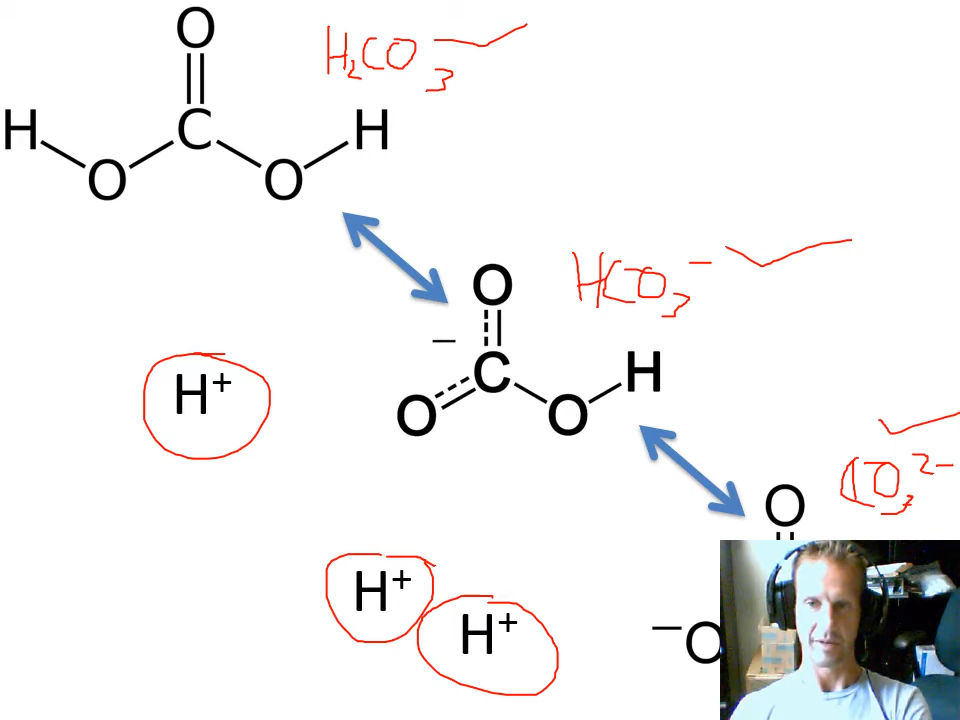 O
H₂CO₃
H C H
O O
O
HCO₃⁻
−
H⁺ C H
O O
CO₃²⁻
O
H⁺
H⁺
−O